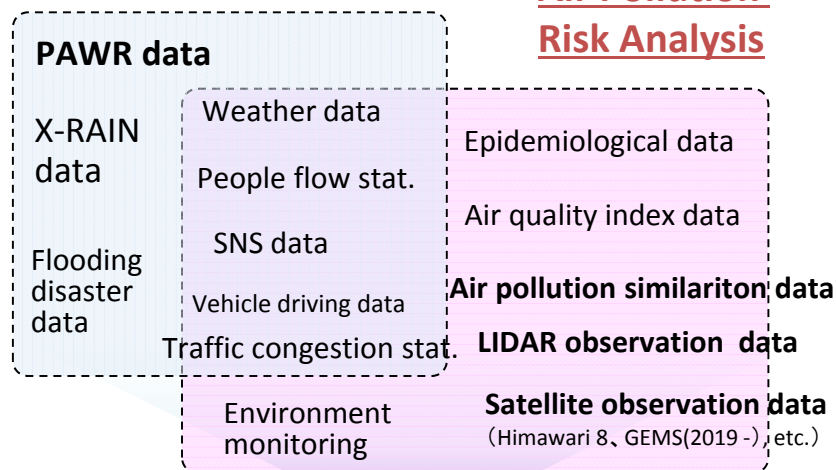 Risk Analysis
PAWR data
X-RAIN
data
Flooding
disaster
data
Weather data
People flow stat.
SNS data
Vehicle driving data
Traffic congestion stat.
Epidemiological data
Air quality index data
Air pollution similariton data
LIDAR observation data
Satellite observation data
（Himawari 8、GEMS(2019 -), etc.）
Environment
monitoring